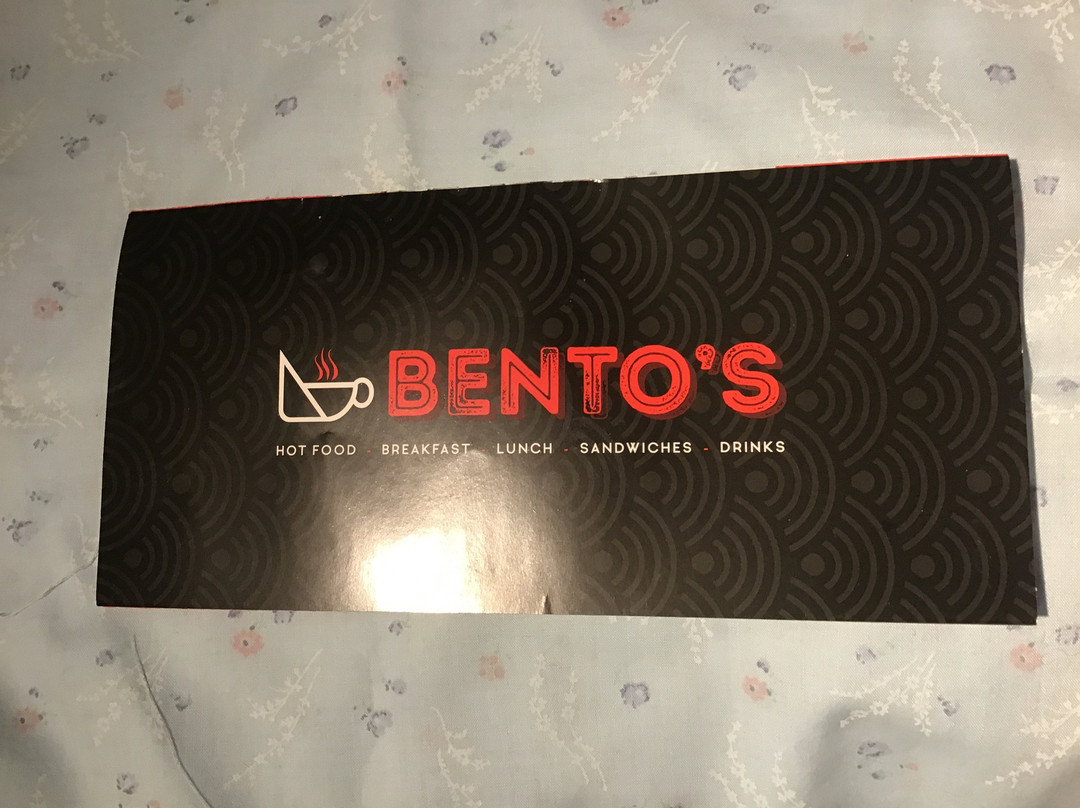 BENTO'S
HOT FOOD - BREAKFAST - LUNCH - SANDWICHES - DRINKS